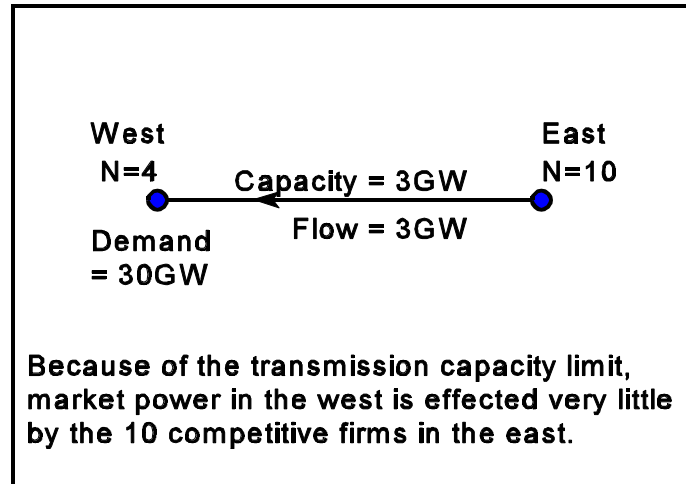 West
N=4
East
N=10
Capacity = 3GW
Flow = 3GW
Demand
= 30GW
Because of the transmission capacity limit,
market power in the west is effected very little
by the 10 competitive firms in the east.